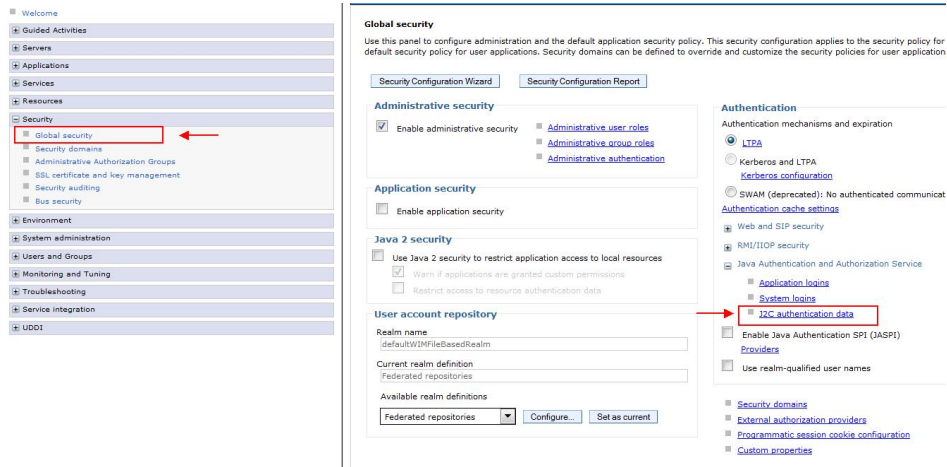 Welcome
Guided Activities
Servers
Applications
Services
Resources
Security
Global security
Security domains
Administrative Authorization Groups
SSL certificate and key management
Security auditing
Bus security
Environment
System administration
Users and Groups
Monitoring and Tuning
Troubleshooting
Service integration
UDDI
Global security
Use this panel to configure administration and the default application security policy. This security configuration applies to the security policy for
default security policy for user applications. Security domains can be defined to override and customize the security policies for user application
Security Configuration Wizard
Security Configuration Report
Administrative security
Enable administrative security
Administrative user roles
Administrative group roles
Administrative authentication
Application security
Enable application security
Java 2 security
Use Java 2 security to restrict application access to local resources
Warn if applications are granted custom permissions
Restrict access to resource authentication data
User account repository
Realm name
defaultWIMFileBasedRealm
Current realm definition
Federated repositories
Available realm definitions
Federated repositories
Configure...
Set as current
Authentication
Authentication mechanisms and expiration
LTPA
Kerberos and LTPA
Kerberos configuration
SWAM (deprecated): No authenticated communicat
Authentication cache settings
Web and SIP security
RMI/IIOP security
Java Authentication and Authorization Service
Application logins
System logins
J2C authentication data
Enable Java Authentication SPI (JASPI)
Providers
Use realm-qualified user names
Security domains
External authorization providers
Programmatic session cookie configuration
Custom properties